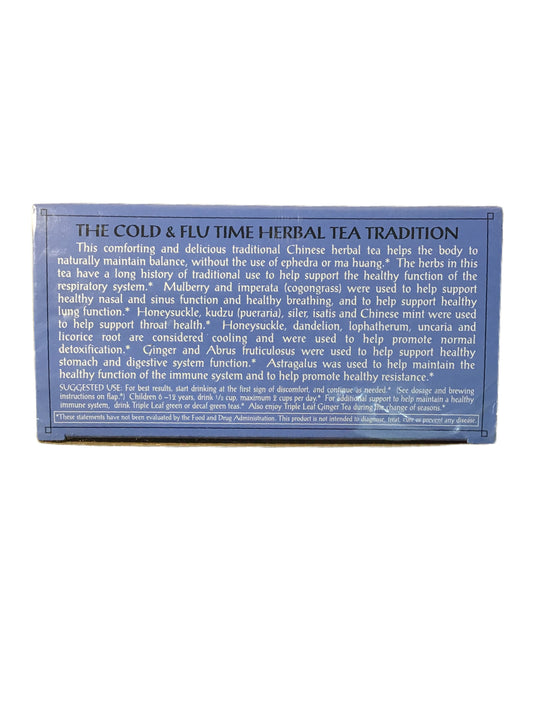 THE COLD & FLU TIME HERBAL TEA TRADITION
This comforting and delicious traditional Chinese herbal tea helps the body to
naturally maintain balance, without the use of ephedra or ma huang.* The herbs in this
tea have a long history of traditional use to help support the healthy function of the
respiratory system.* Mulberry and imperata (cogongrass) were used to help support
healthy nasal and sinus function and healthy breathing, and to help support healthy
lung function.* Honeysuckle, kudzu (pueraria), siler, isatis and Chinese mint were used
to help support throat health.* Honeysuckle, dandelion, lophatherum, uncaria and
licorice root are considered cooling and were used to help promote normal
detoxification.* Ginger and Abrus fruticulosus were used to help support healthy
stomach and digestive system function.* Astragalus was used to help maintain the
healthy function of the immune system and to help promote healthy resistance.*
SUGGESTED USE: For best results, start drinking at the first sign of discomfort, and continue as needed.* (See dosage and brewing
instructions on flap.*) Children 6–12 years, drink 1/2 cup, maximum 2 cups per day.* For additional support to help maintain a healthy
immune system, drink Triple Leaf green or decaf green teas.* Also enjoy Triple Leaf Ginger Tea during the change of seasons.*
*These statements have not been evaluated by the Food and Drug Administration. This product is not intended to diagnose, treat, cure or prevent any disease.